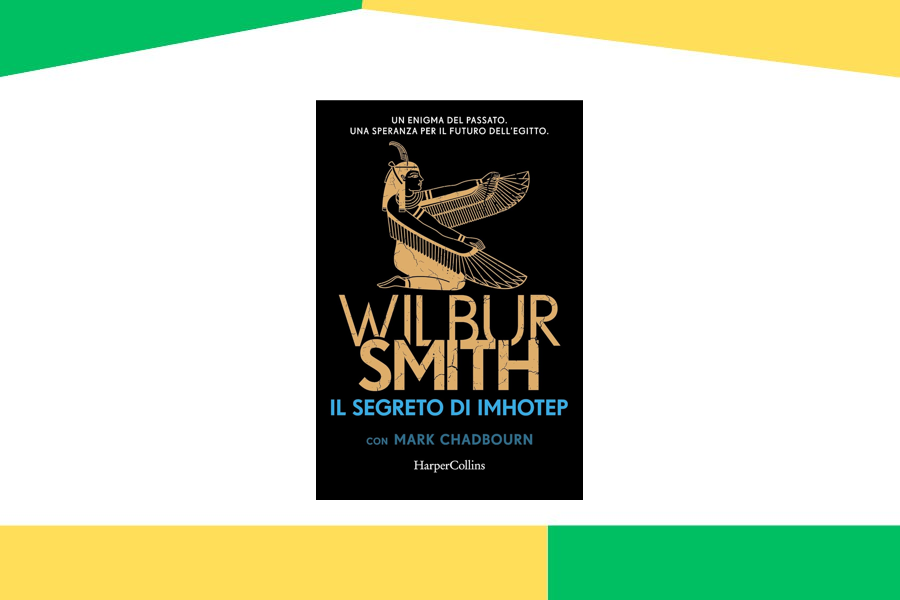 UN ENIGMA DEL PASSATO.
UNA SPERANZA PER IL FUTURO DELL'EGITTO.
WILBUR
SMITH
IL SEGRETO DI IMHOTEP
CON MARK CHADBOURN
HarperCollins